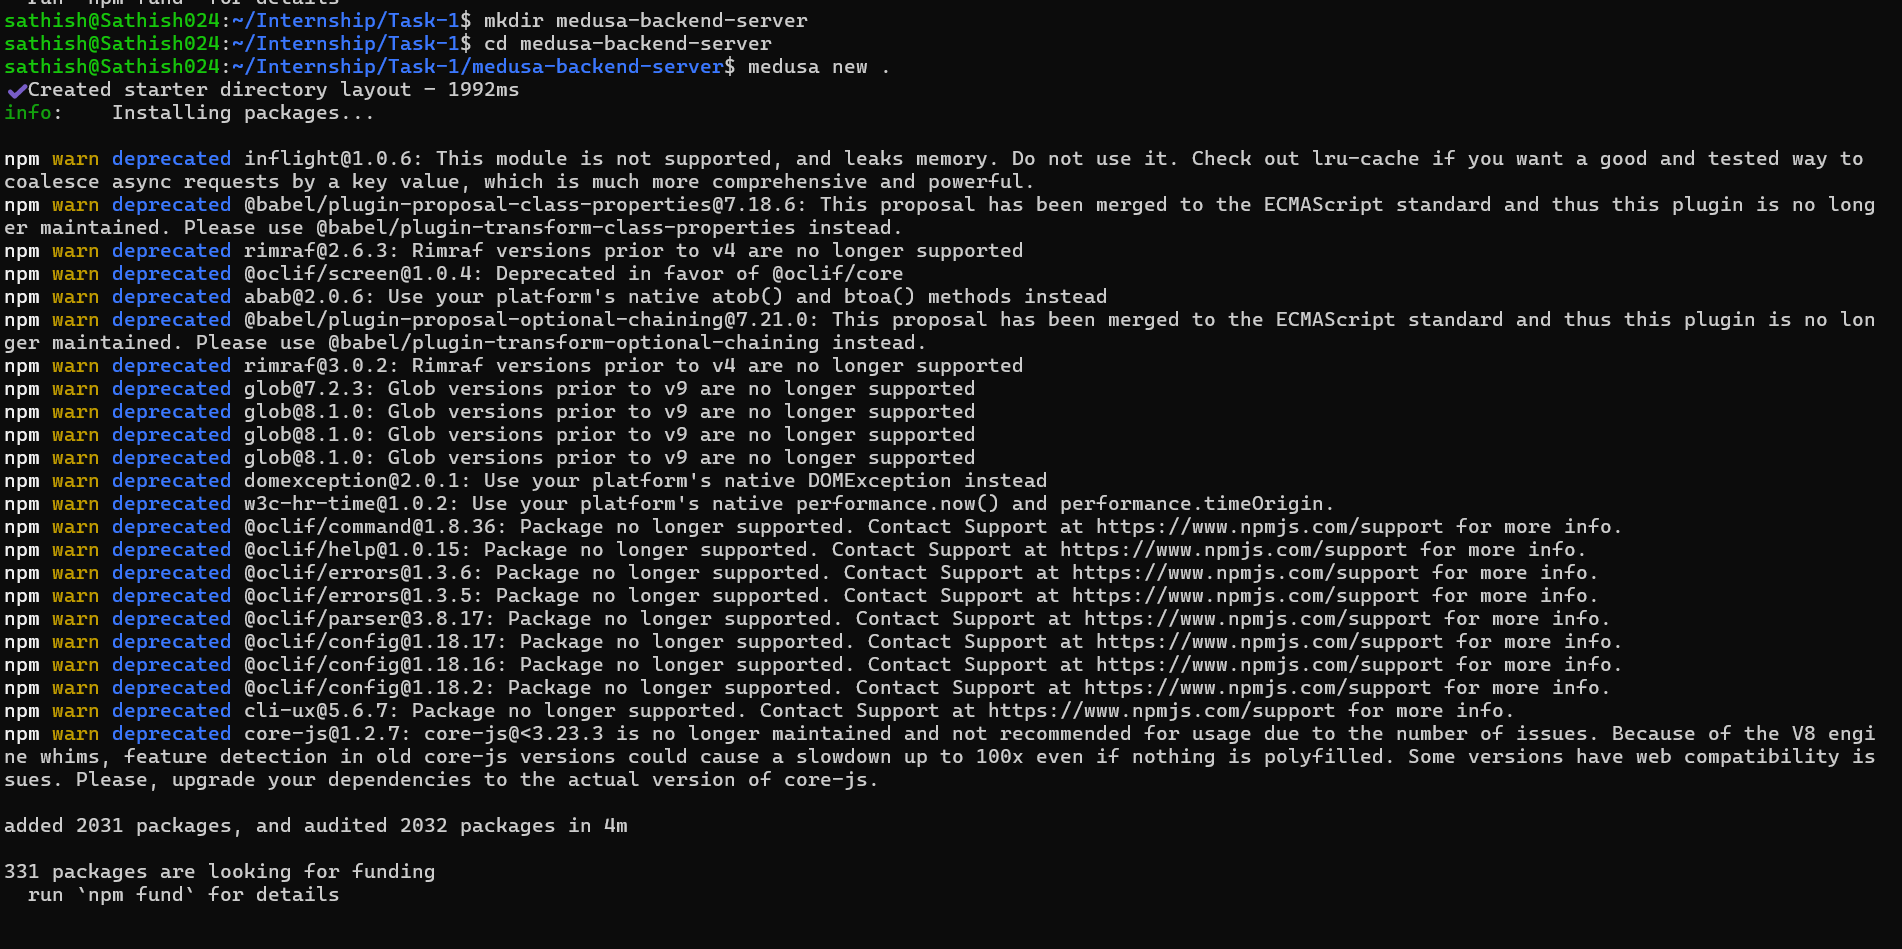 run `npm fund` for details
sathish@Sathish024:~/Internship/Task-1$ mkdir medusa-backend-server
sathish@Sathish024:~/Internship/Task-1$ cd medusa-backend-server
sathish@Sathish024:~/Internship/Task-1/medusa-backend-server$ medusa new .
✔Created starter directory layout — 1992ms
info:    Installing packages...
npm warn deprecated inflight@1.0.6: This module is not supported, and leaks memory. Do not use it. Check out lru-cache if you want a good and tested way to
coalesce async requests by a key value, which is much more comprehensive and powerful.
npm warn deprecated @babel/plugin-proposal-class-properties@7.18.6: This proposal has been merged to the ECMAScript standard and thus this plugin is no long
er maintained. Please use @babel/plugin-transform-class-properties instead.
npm warn deprecated rimraf@2.6.3: Rimraf versions prior to v4 are no longer supported
npm warn deprecated @oclif/screen@1.0.4: Deprecated in favor of @oclif/core
npm warn deprecated abab@2.0.6: Use your platform's native atob() and btoa() methods instead
npm warn deprecated @babel/plugin-proposal-optional-chaining@7.21.0: This proposal has been merged to the ECMAScript standard and thus this plugin is no lon
ger maintained. Please use @babel/plugin-transform-optional-chaining instead.
npm warn deprecated rimraf@3.0.2: Rimraf versions prior to v4 are no longer supported
npm warn deprecated glob@7.2.3: Glob versions prior to v9 are no longer supported
npm warn deprecated glob@8.1.0: Glob versions prior to v9 are no longer supported
npm warn deprecated glob@8.1.0: Glob versions prior to v9 are no longer supported
npm warn deprecated glob@8.1.0: Glob versions prior to v9 are no longer supported
npm warn deprecated domexception@2.0.1: Use your platform's native DOMException instead
npm warn deprecated w3c-hr-time@1.0.2: Use your platform's native performance.now() and performance.timeOrigin.
npm warn deprecated @oclif/command@1.8.36: Package no longer supported. Contact Support at https://www.npmjs.com/support for more info.
npm warn deprecated @oclif/help@1.0.15: Package no longer supported. Contact Support at https://www.npmjs.com/support for more info.
npm warn deprecated @oclif/errors@1.3.6: Package no longer supported. Contact Support at https://www.npmjs.com/support for more info.
npm warn deprecated @oclif/errors@1.3.5: Package no longer supported. Contact Support at https://www.npmjs.com/support for more info.
npm warn deprecated @oclif/parser@3.8.17: Package no longer supported. Contact Support at https://www.npmjs.com/support for more info.
npm warn deprecated @oclif/config@1.18.17: Package no longer supported. Contact Support at https://www.npmjs.com/support for more info.
npm warn deprecated @oclif/config@1.18.16: Package no longer supported. Contact Support at https://www.npmjs.com/support for more info.
npm warn deprecated @oclif/config@1.18.2: Package no longer supported. Contact Support at https://www.npmjs.com/support for more info.
npm warn deprecated cli-ux@5.6.7: Package no longer supported. Contact Support at https://www.npmjs.com/support for more info.
npm warn deprecated core-js@1.2.7: core-js@<3.23.3 is no longer maintained and not recommended for usage due to the number of issues. Because of the V8 engi
ne whims, feature detection in old core-js versions could cause a slowdown up to 100x even if nothing is polyfilled. Some versions have web compatibility is
sues. Please, upgrade your dependencies to the actual version of core-js.
added 2031 packages, and audited 2032 packages in 4m
331 packages are looking for funding
run `npm fund` for details